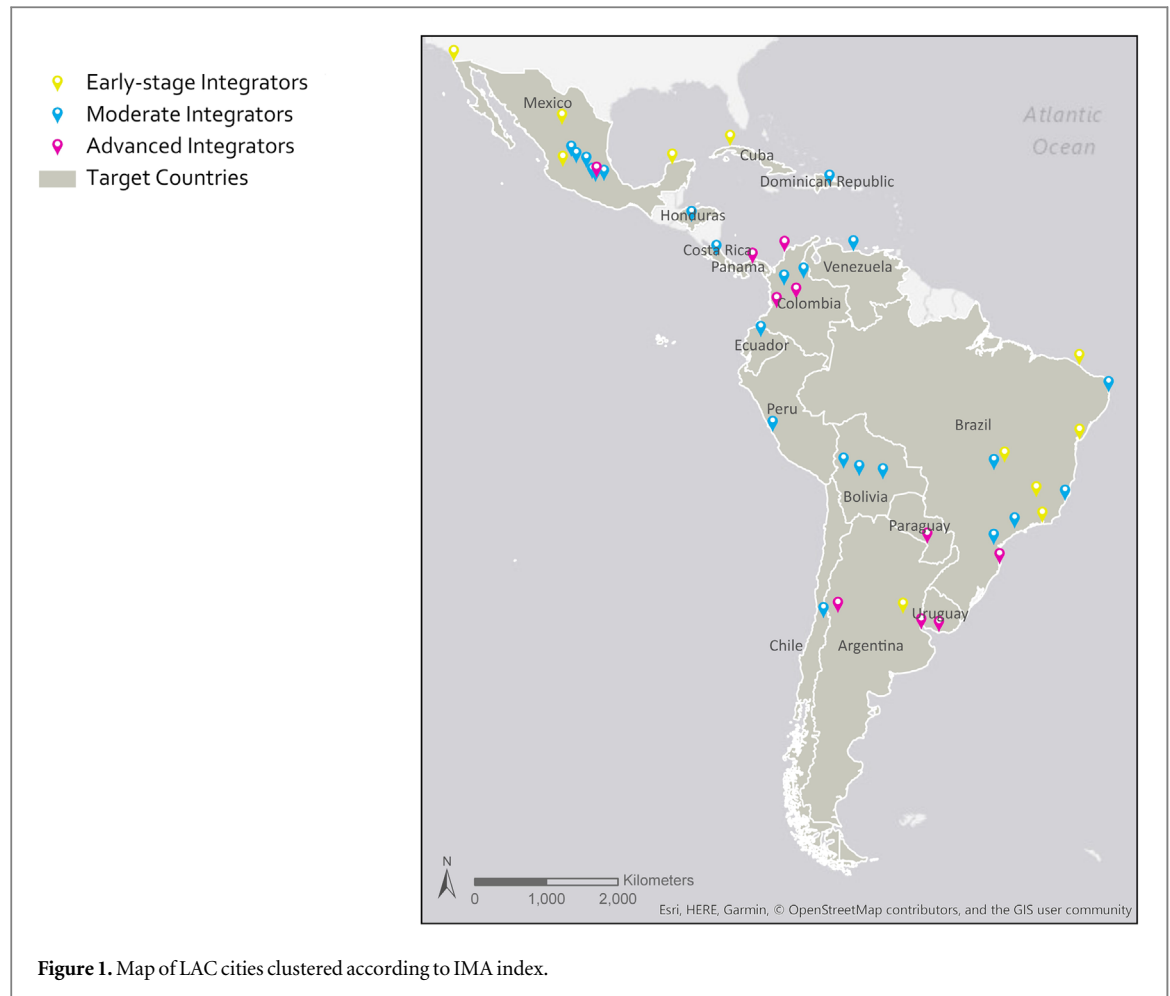 Early-stage Integrators
Moderate Integrators
Advanced Integrators
Target Countries
Mexico
Atlantic
Ocean
Cuba
Dominican Republic
Honduras
Costa Rica
Panama
Venezuela
Colombia
Ecuador
Peru
Brazil
Bolivia
Paraguay
Uruguay
Chile
Argentina
N
Kilometers
0 1,000 2,000
Esri, HERE, Garmin, © OpenStreetMap contributors, and the GIS user community
Figure 1. Map of LAC cities clustered according to IMA index.